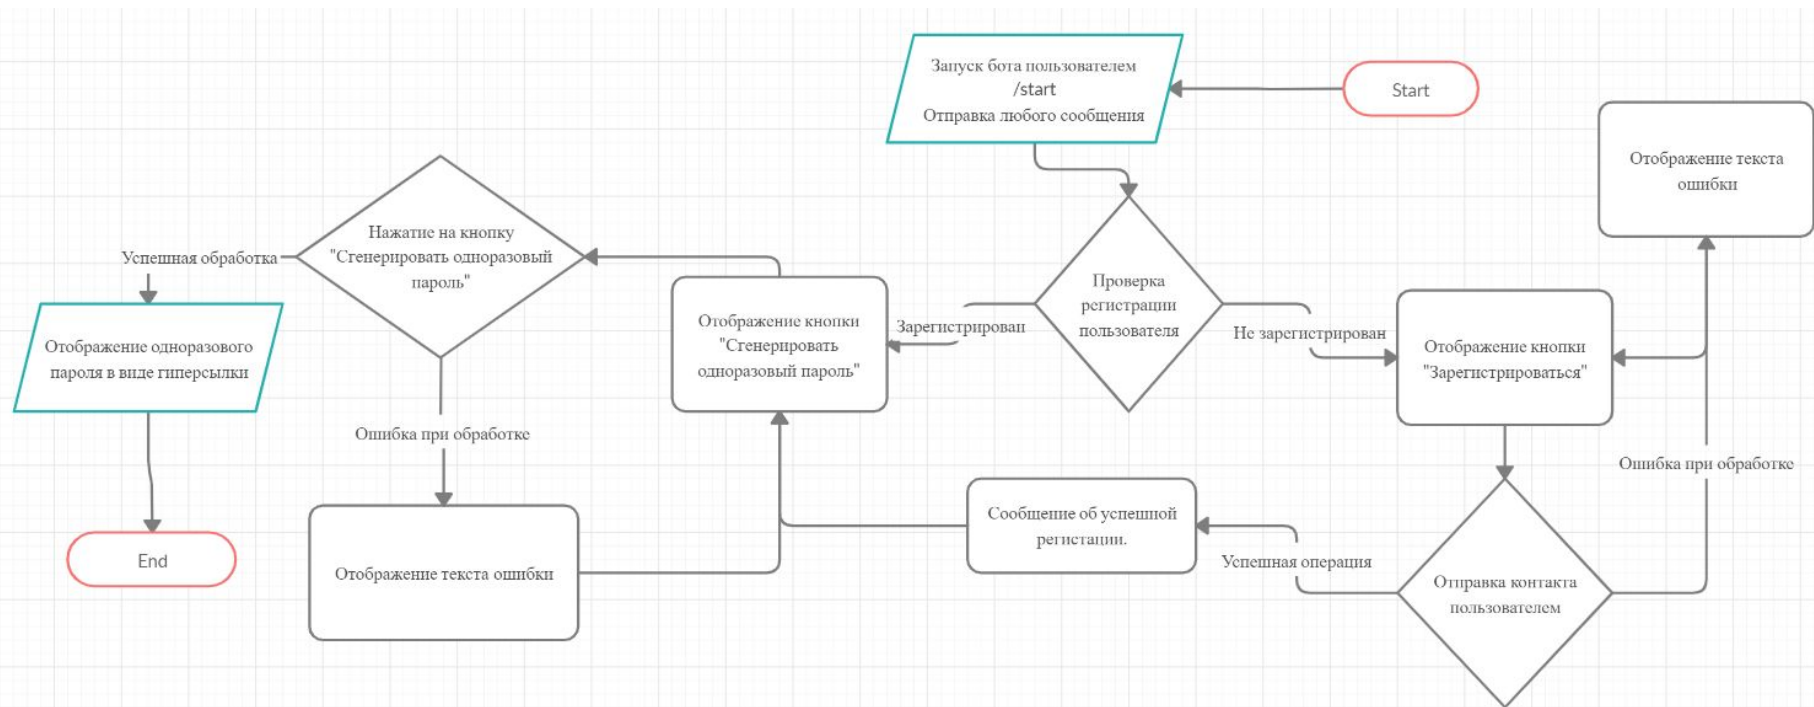 Start
Запуск бота пользователем
/start
Отправка любого сообщения
Проверка
регистрации
пользователя
Зарегистрирован
Не зарегистрирован
Отображение кнопки
"Зарегистрироваться"
Отображение текста
ошибки
Ошибка при обработке
Отправка контакта
пользователем
Успешная операция
Сообщение об успешной
регистации.
Отображение кнопки
"Сгенерировать
одноразовый пароль"
Нажатие на кнопку
"Сгенерировать одноразовый
пароль"
Ошибка при обработке
Отображение текста ошибки
Успешная обработка
Отображение одноразового
пароля в виде гиперсылки
End